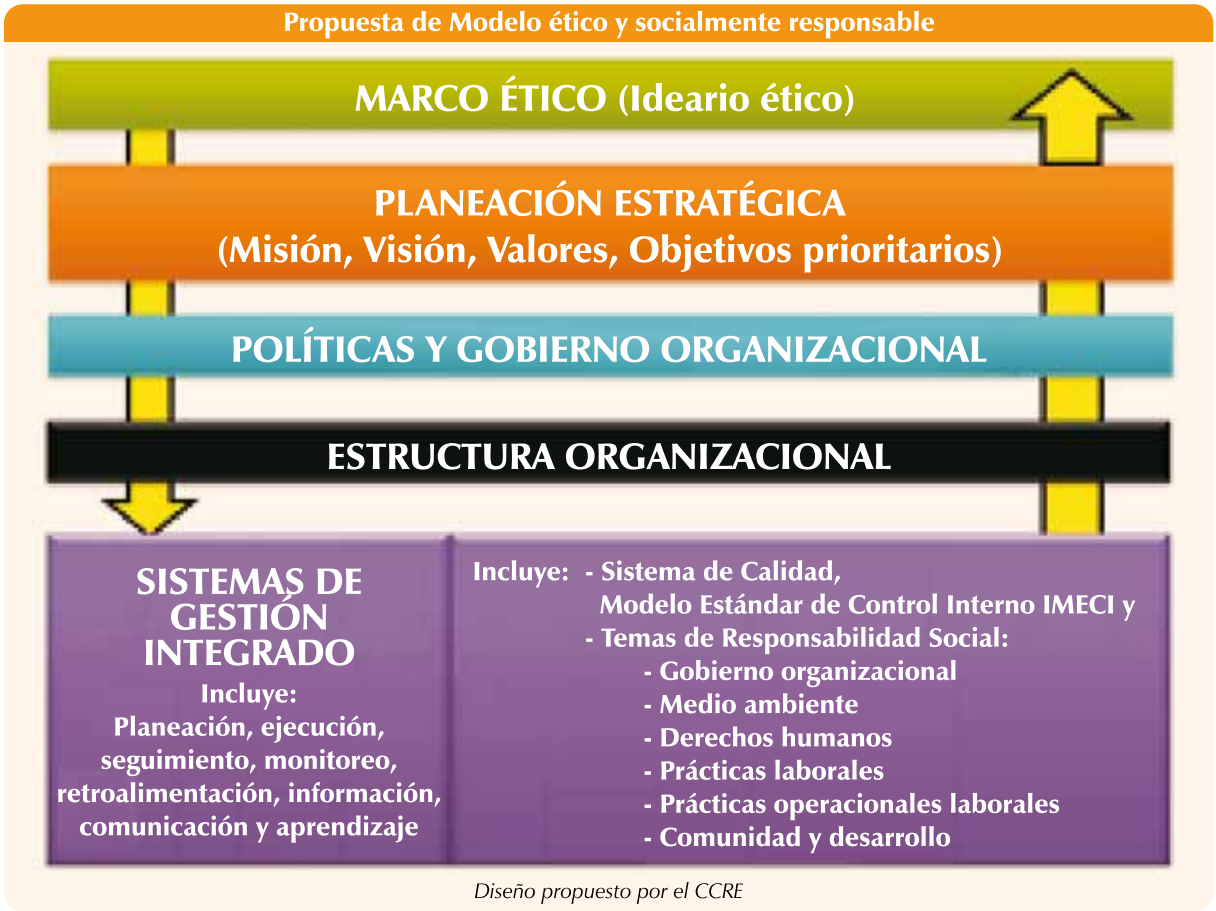 Propuesta de Modelo ético y socialmente responsable
MARCO ÉTICO (Ideario ético)
PLANEACIÓN ESTRATÉGICA
(Misión, Visión, Valores, Objetivos prioritarios)
POLÍTICAS Y GOBIERNO ORGANIZACIONAL
ESTRUCTURA ORGANIZACIONAL
SISTEMAS DE
GESTIÓN
INTEGRADO
Incluye:
Planeación, ejecución,
seguimiento, monitoreo,
retroalimentación, información,
comunicación y aprendizaje
Incluye: - Sistema de Calidad,
Modelo Estándar de Control Interno IMECI y
- Temas de Responsabilidad Social:
- Gobierno organizacional
- Medio ambiente
- Derechos humanos
- Prácticas laborales
- Prácticas operacionales laborales
- Comunidad y desarrollo
Diseño propuesto por el CCRE